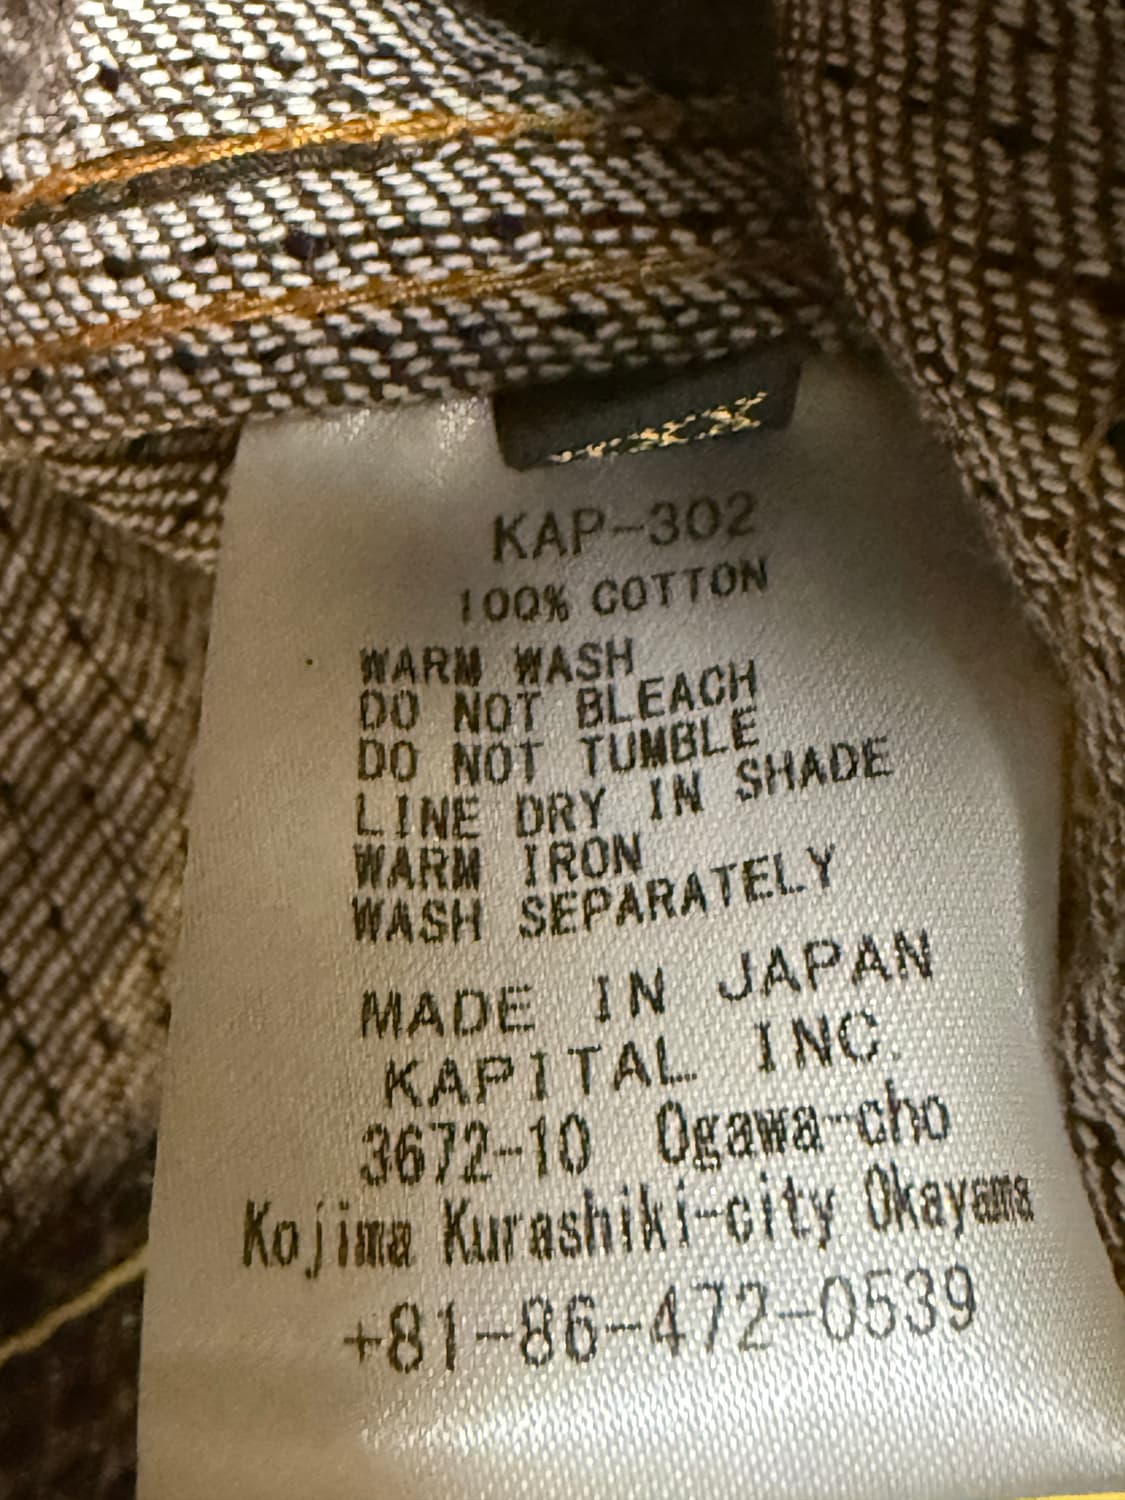 KAP-302
100% COTTON
WARM WASH
DO NOT BLEACH
DO NOT TUMBLE
LINE DRY IN SHADE
WARM IRON
WASH SEPARATELY
MADE IN JAPAN
KAPITAL INC.
3672-10 Ogawa-cho
Kojima Kurashiki-city Okayama
+81-86-472-0539